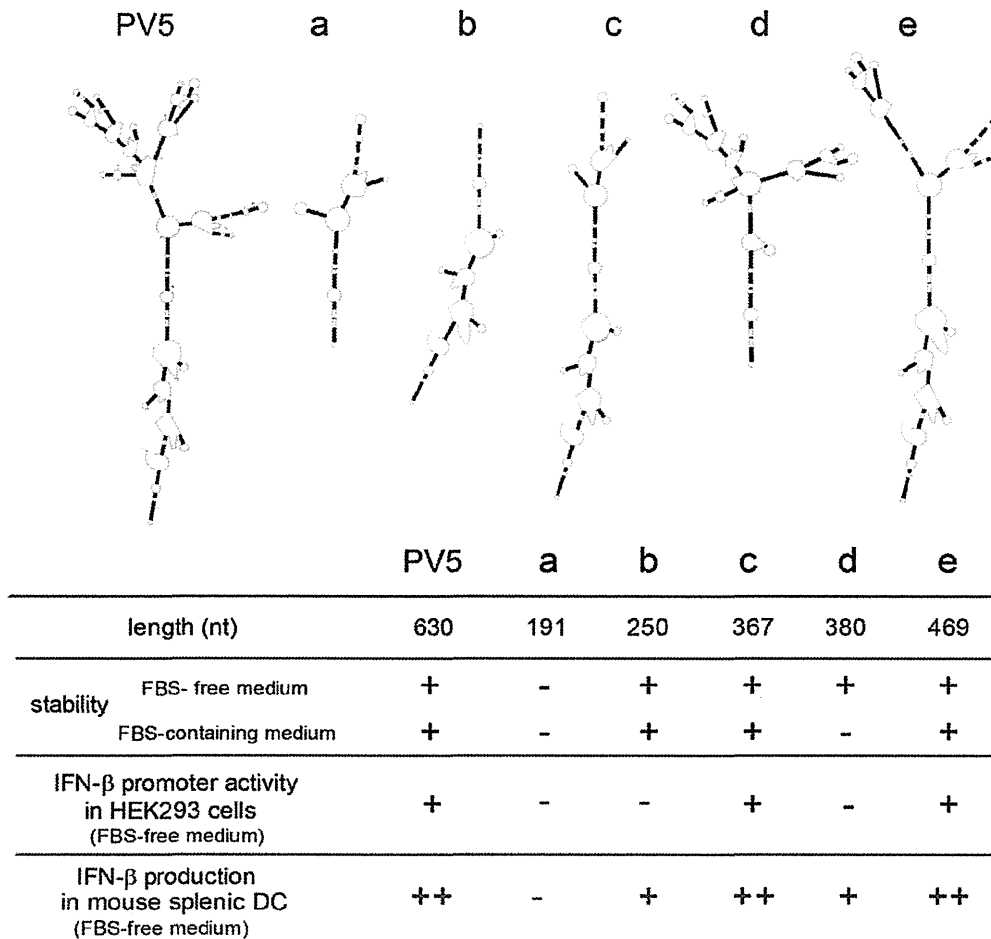 PV5 a b c d e
PV5 a b c d e
length (nt) 630 191 250 367 380 469
stability FBS- free medium + - + + + +
FBS-containing medium + - + + - +
IFN-β promoter activity
in HEK293 cells + - - + - +
(FBS-free medium)
IFN-β production
in mouse splenic DC ++ - + ++ + ++
(FBS-free medium)